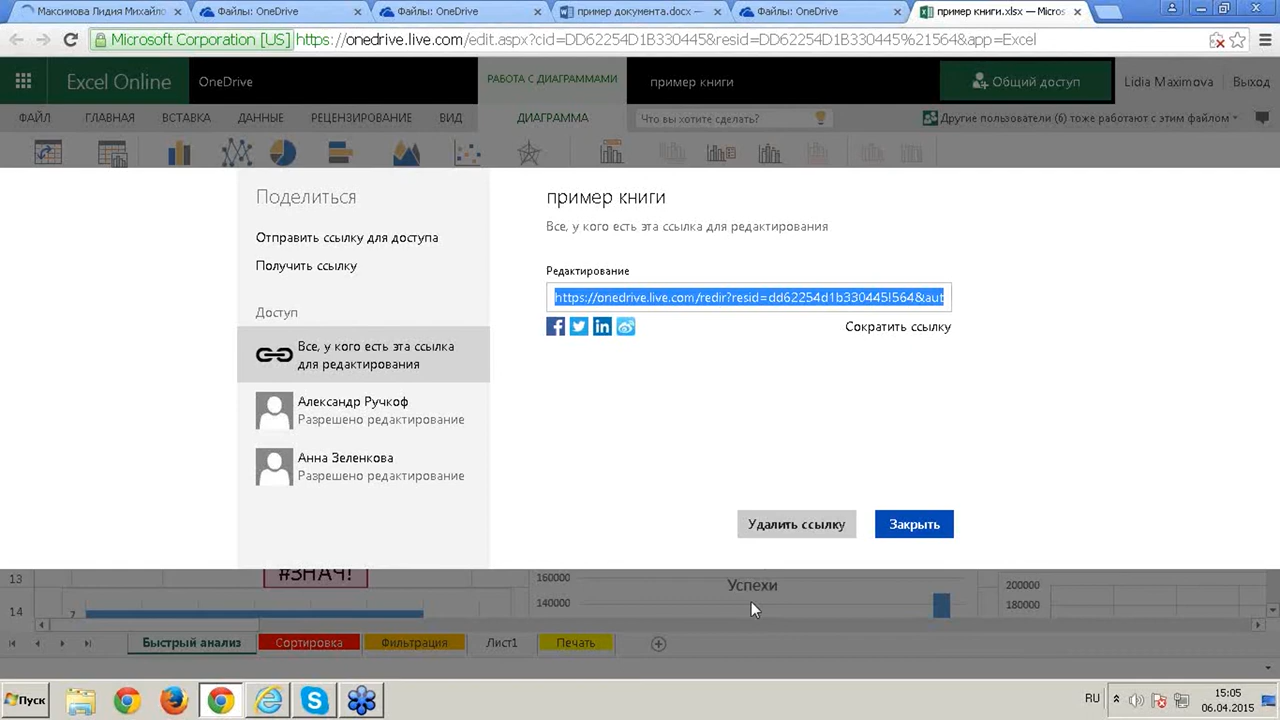 Максимова Лидия Михайло
Файлы: OneDrive
Файлы: OneDrive
пример документа.docx —
Файлы: OneDrive
пример книги.xlsx — Micros
Microsoft Corporation [US] https://onedrive.live.com/edit.aspx?cid=DD62254D1B330445&resid=DD62254D1B330445%21564&app=Excel
Excel Online
OneDrive
РАБОТА С ДИАГРАММАМИ
пример книги
Общий доступ
Lidia Maximova
Выход
ФАЙЛ
ГЛАВНАЯ
ВСТАВКА
ДАННЫЕ
РЕЦЕНЗИРОВАНИЕ
ВИД
ДИАГРАММА
Что вы хотите сделать?
Другие пользователи (6) тоже работают с этим файлом
Поделиться
Отправить ссылку для доступа
Получить ссылку
Доступ
Все, у кого есть эта ссылка
для редактирования
Александр Ручкоф
Разрешено редактирование
Анна Зеленкова
Разрешено редактирование
пример книги
Все, у кого есть эта ссылка для редактирования
Редактирование
https://onedrive.live.com/redir?resid=dd62254d1b330445!564&aut
Сократить ссылку
Удалить ссылку
Закрыть
13
#ЗНАЧ!
160000
Успехи
200000
14
7
140000
180000
Быстрый анализ
Сортировка
Фильтрация
Лист1
Печать
Пуск
RU
15:05
06.04.2015